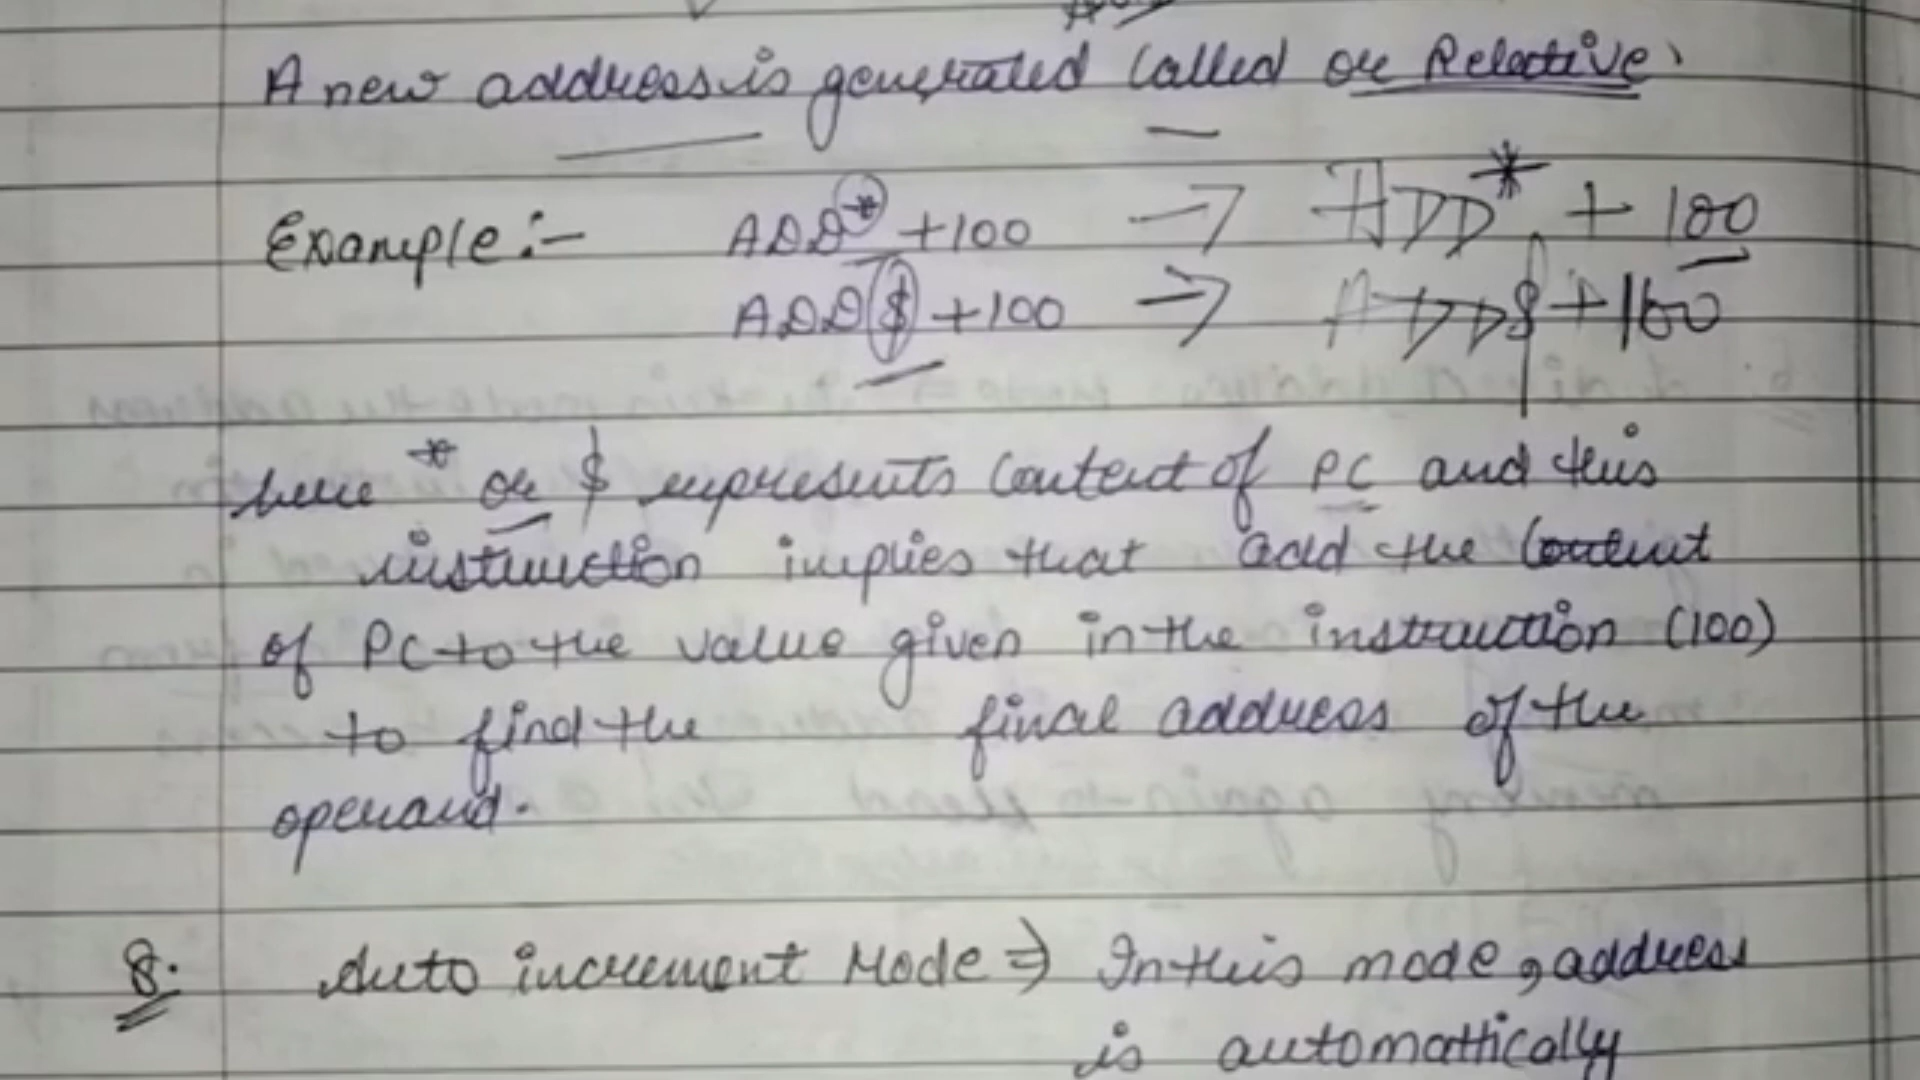 A new address is generated called or Relative.
Example :- ADD* +100 → ADD* + 100
ADD$ +100 → ADD$ +100
here * or $ represents content of PC and this
instruction implies that add the content
of PC to the value given in the instruction (100)
to find the final address of the
operand.
8. Auto increment Mode ⇒ In this mode, address
is automatically